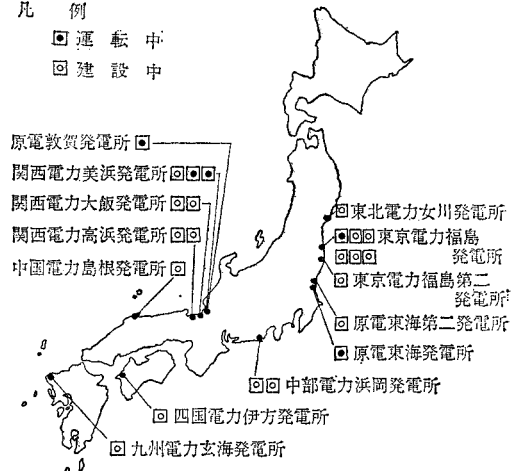 凡例
運転中
建設中
原電敦賀発電所
関西電力美浜発電所
関西電力大飯発電所
関西電力高浜発電所
中国電力島根発電所
東北電力女川発電所
東京電力福島
発電所
東京電力福島第二
発電所
原電東海第二発電所
原電東海発電所
中部電力浜岡発電所
四国電力伊方発電所
九州電力玄海発電所